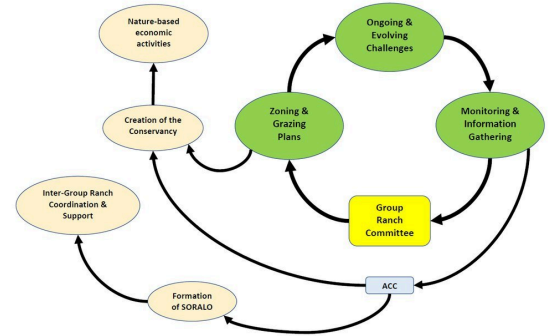 Nature-based
economic
activities
Ongoing &
Evolving
Challenges
Creation of the
Conservancy
Zoning &
Grazing
Plans
Monitoring &
Information
Gathering
Inter-Group Ranch
Coordination &
Support
Group
Ranch
Committee
ACC
Formation
of SORALO